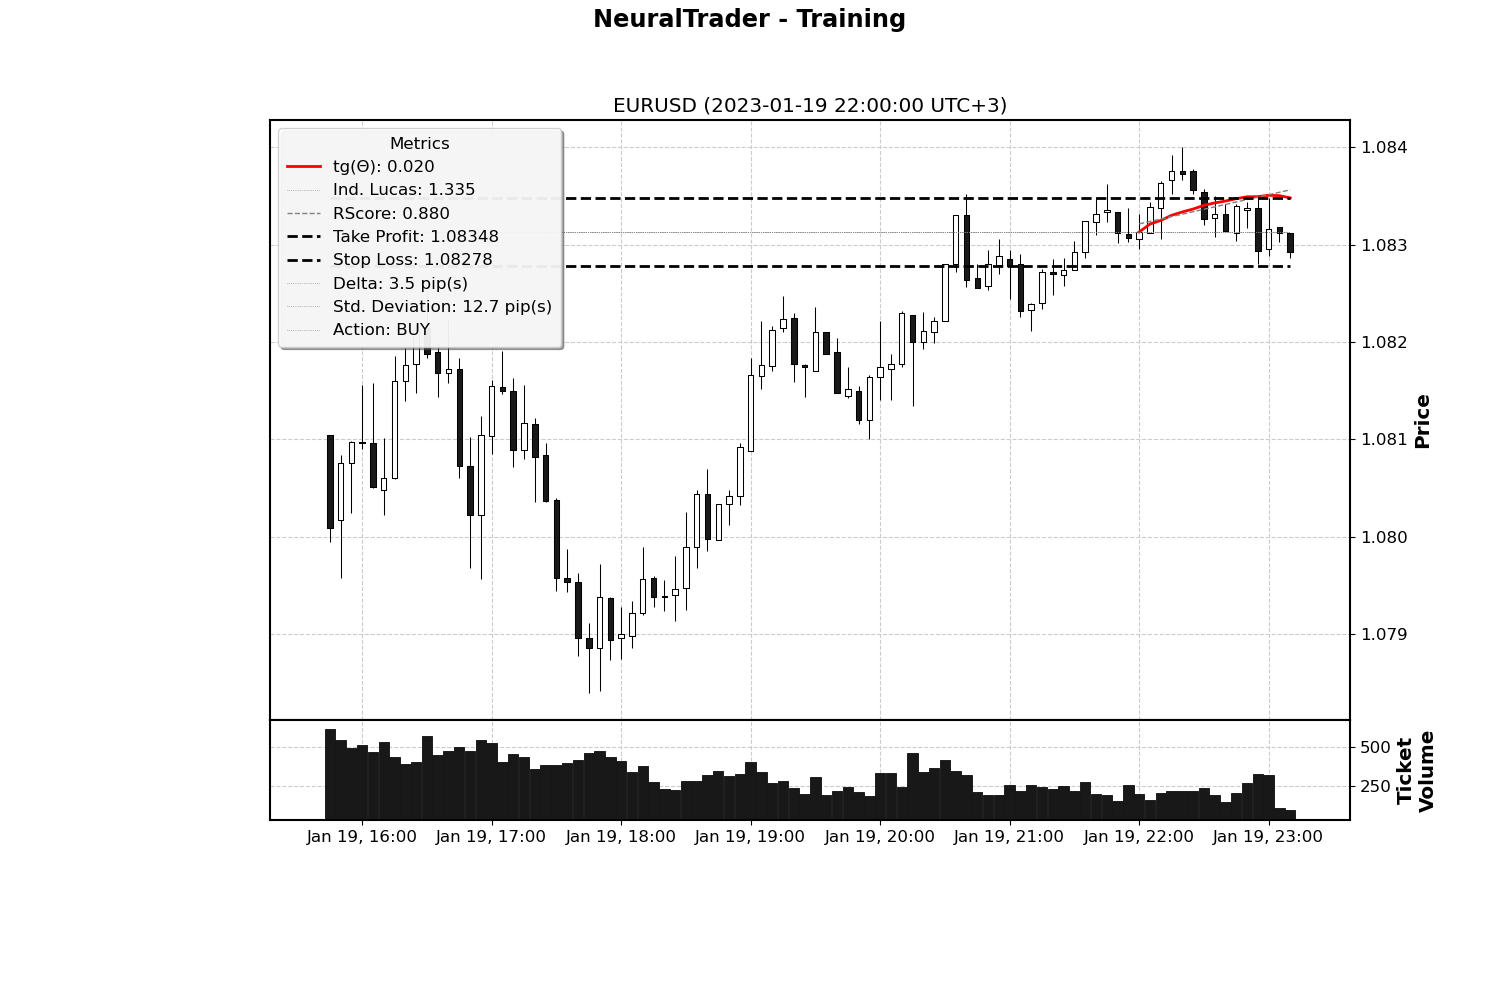 NeuralTrader - Training
EURUSD (2023-01-19 22:00:00 UTC+3)
Metrics
tg(Θ): 0.020
Ind. Lucas: 1.335
RScore: 0.880
Take Profit: 1.08348
Stop Loss: 1.08278
Delta: 3.5 pip(s)
Std. Deviation: 12.7 pip(s)
Action: BUY
1.084
1.083
1.082
1.081
1.080
1.079
Price
500
250
Ticket
Volume
Jan 19, 16:00
Jan 19, 17:00
Jan 19, 18:00
Jan 19, 19:00
Jan 19, 20:00
Jan 19, 21:00
Jan 19, 22:00
Jan 19, 23:00